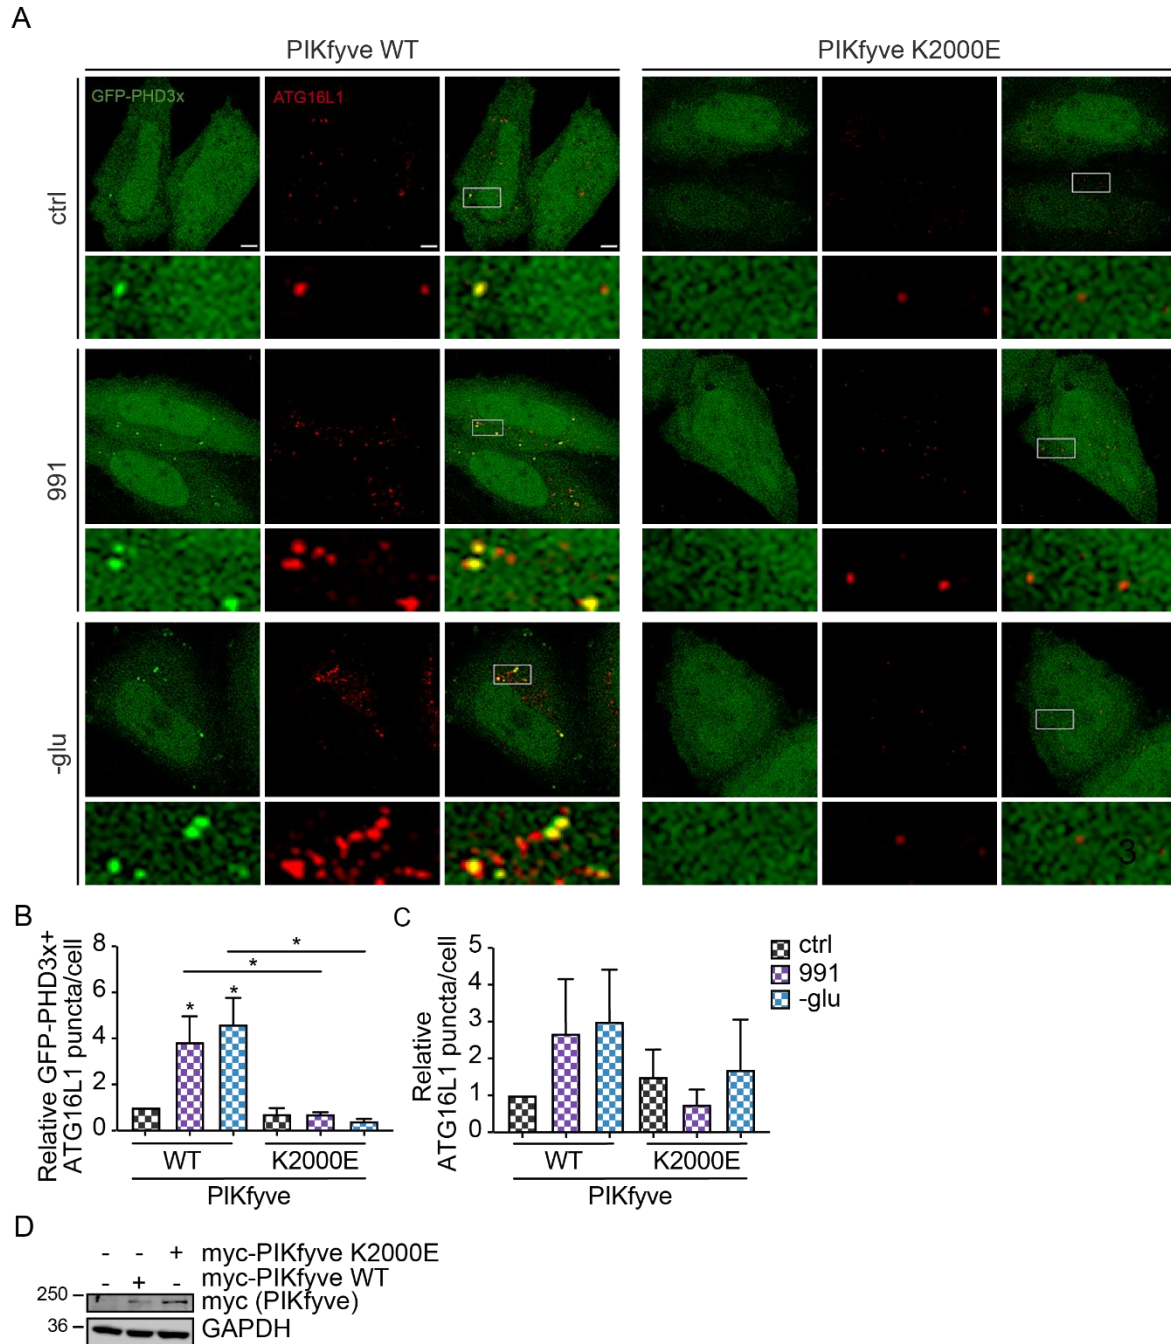 A
PIKfyve WT
PIKfyve K2000E
GFP-PHD3x
ATG16L1
ctrl
991
-glu
3
B
Relative GFP-PHD3x+
ATG16L1 puncta/cell
8
6
4
2
0
*
*
*
*
WT
K2000E
PIKfyve
C
Relative
ATG16L1 puncta/cell
5
4
3
2
1
0
WT
K2000E
PIKfyve
ctrl
991
-glu
D
- - + myc-PIKfyve K2000E
- + - myc-PIKfyve WT
250 myc (PIKfyve)
36 GAPDH